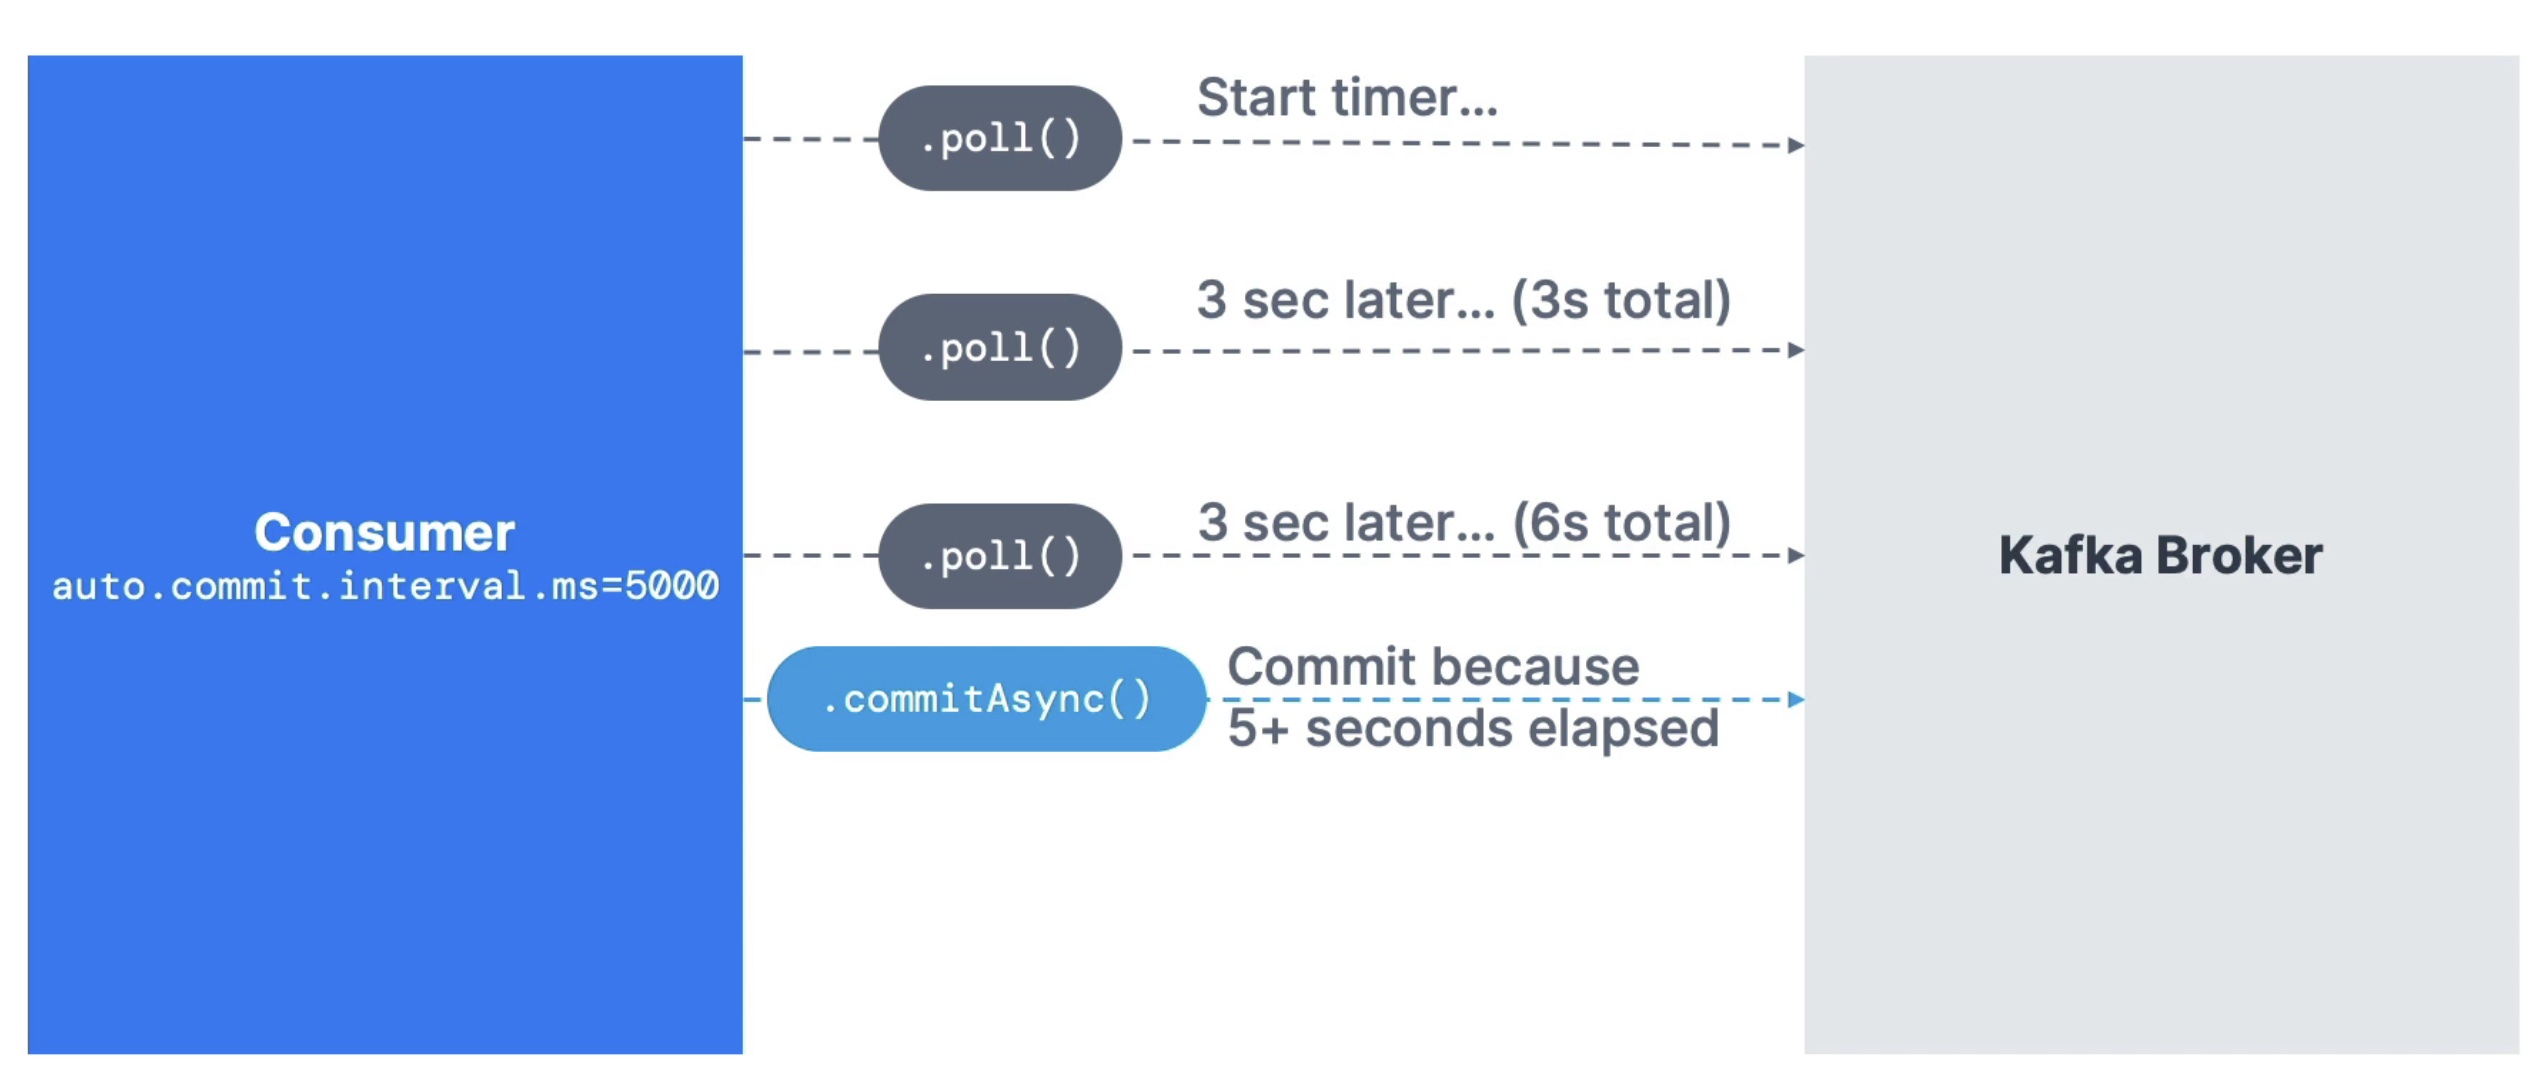 .poll()
Start timer...
.poll()
3 sec later... (3s total)
.poll()
3 sec later... (6s total)
Consumer
auto.commit.interval.ms=5000
Kafka Broker
.commitAsync()
Commit because
5+ seconds elapsed